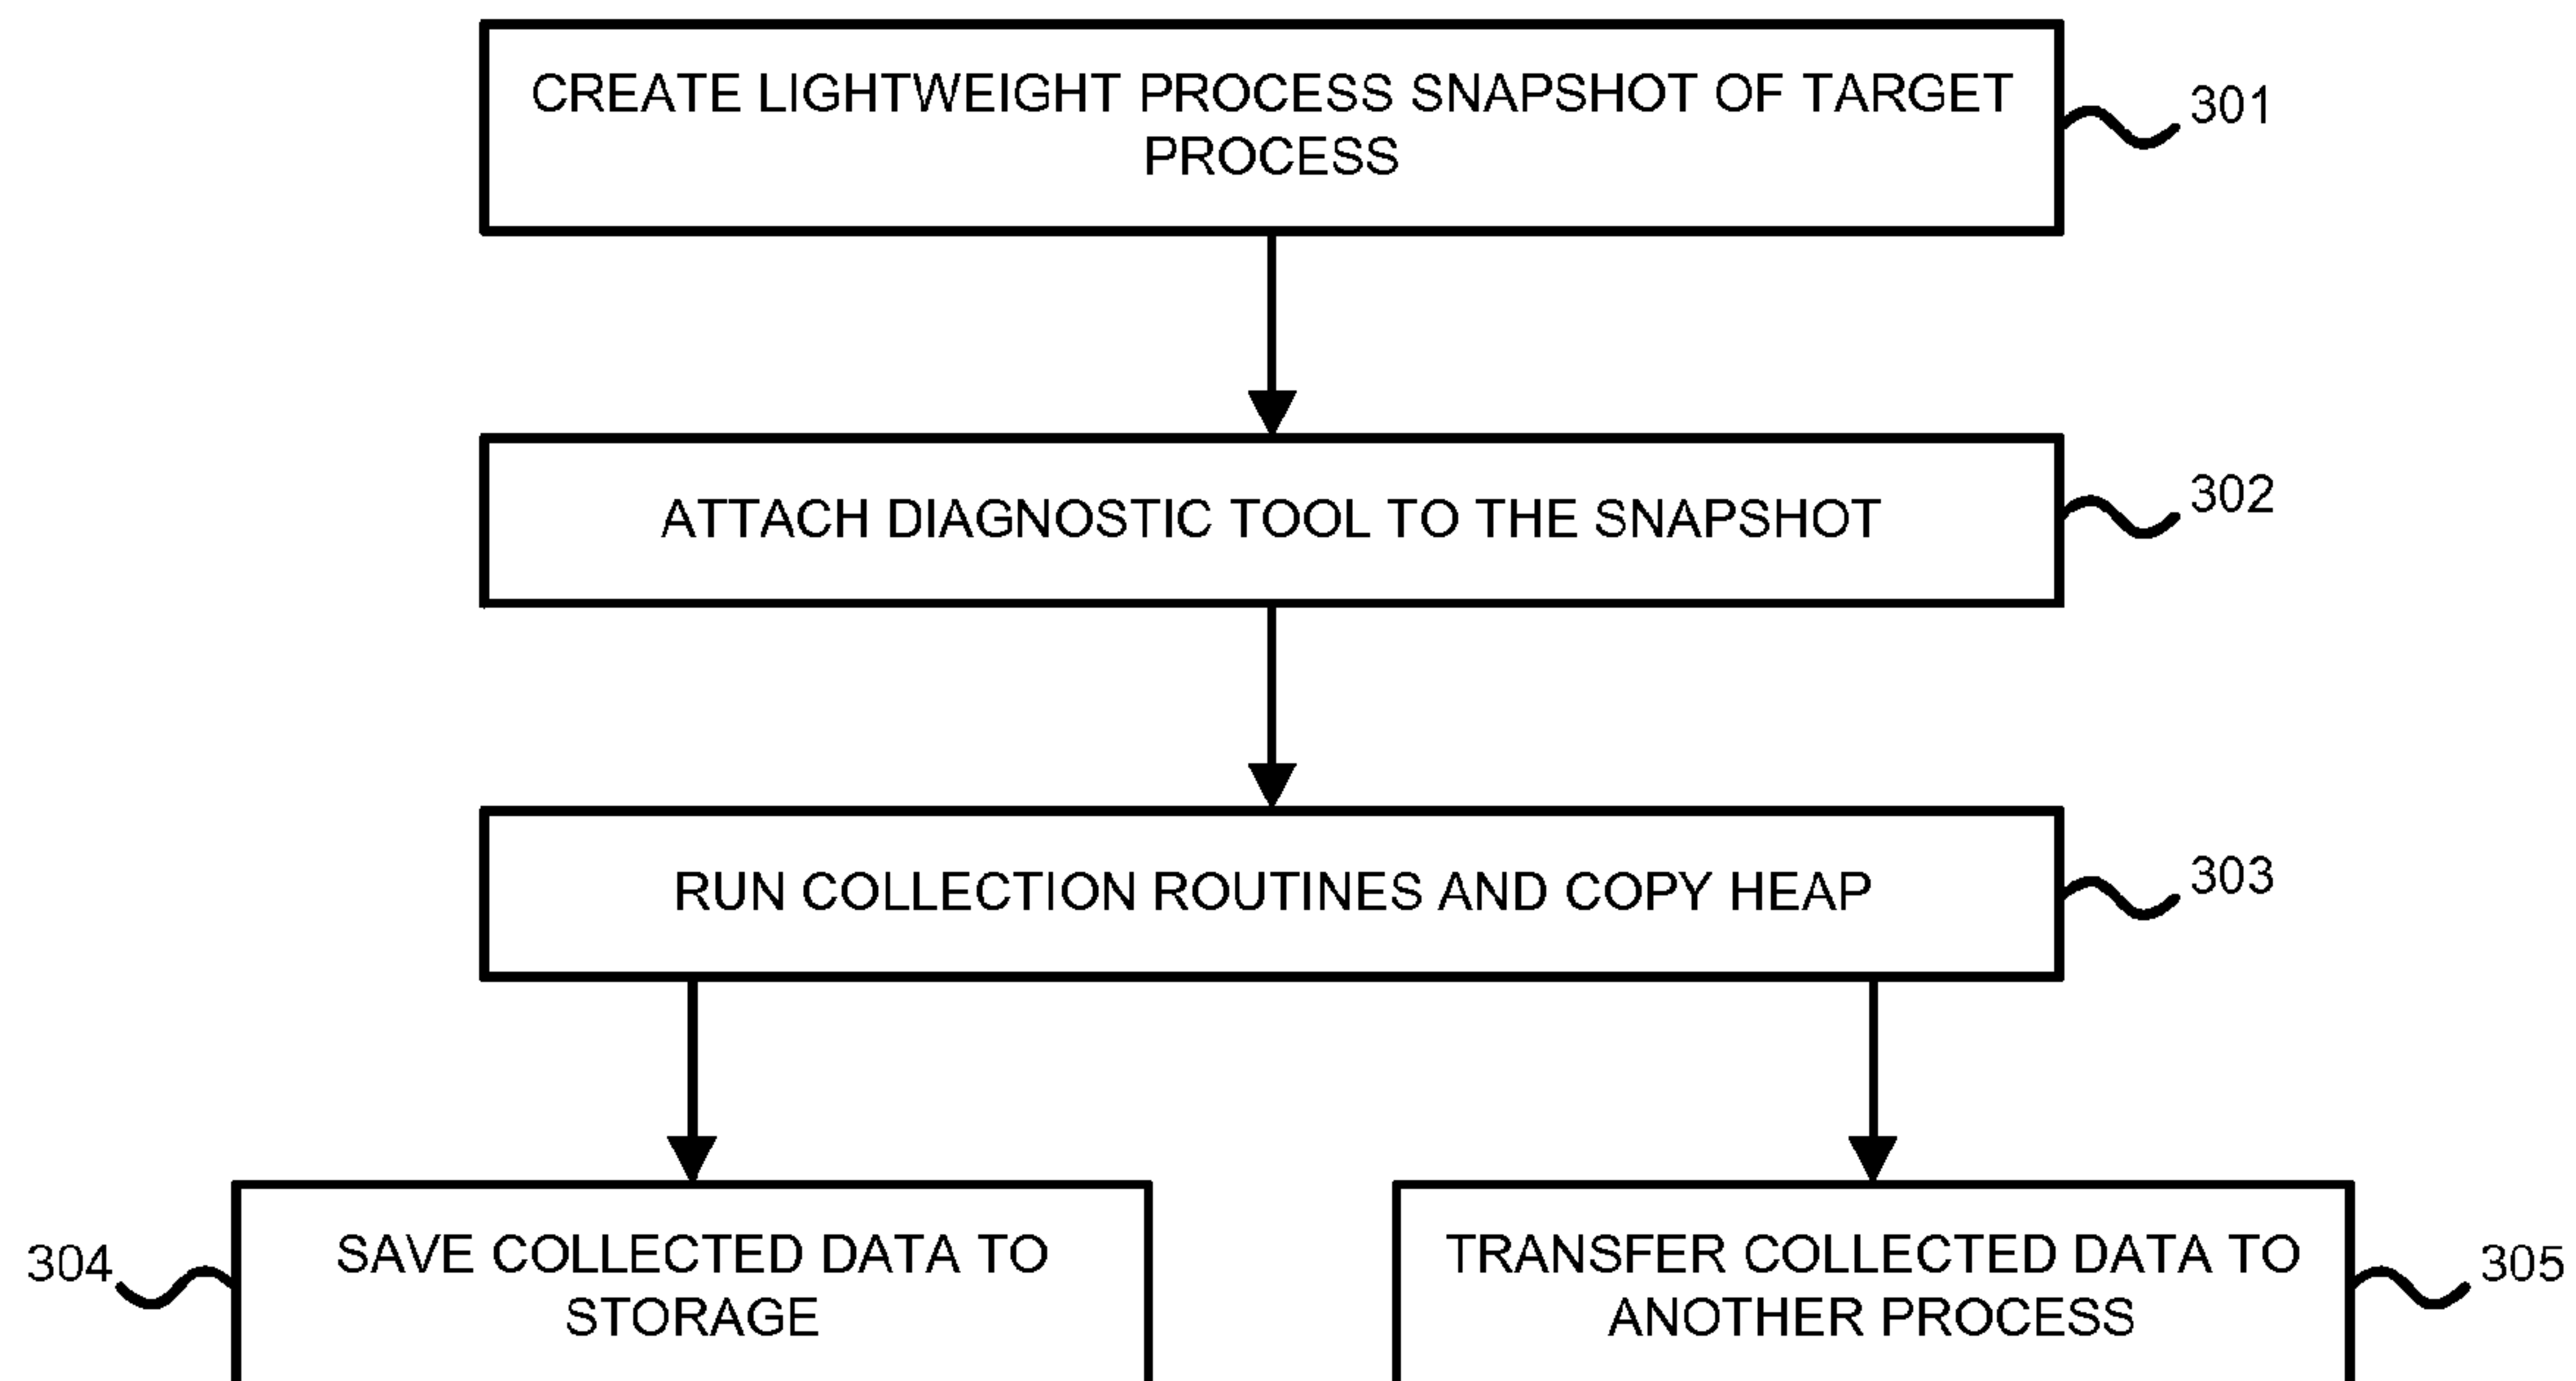 CREATE LIGHTWEIGHT PROCESS SNAPSHOT OF TARGET
PROCESS
301
ATTACH DIAGNOSTIC TOOL TO THE SNAPSHOT
302
RUN COLLECTION ROUTINES AND COPY HEAP
303
304
SAVE COLLECTED DATA TO
STORAGE
TRANSFER COLLECTED DATA TO
ANOTHER PROCESS
305